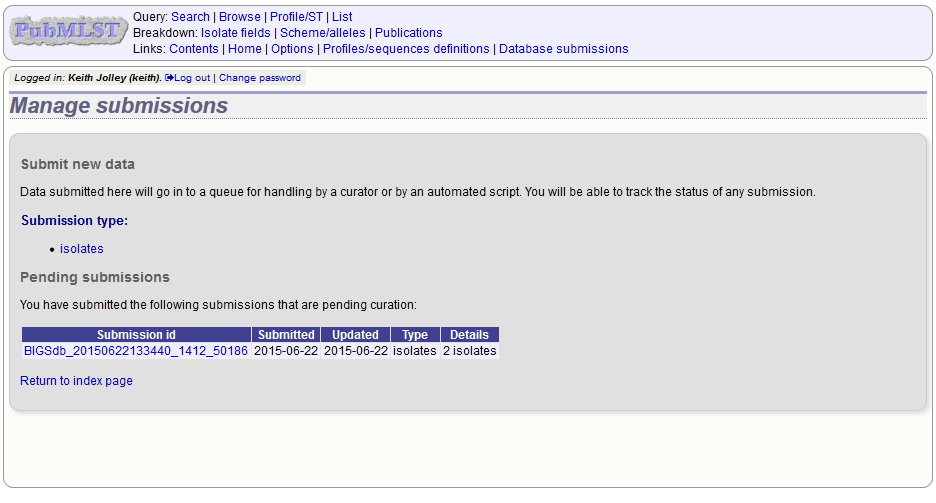 PubMLST
Query: Search | Browse | Profile/ST | List
Breakdown: Isolate fields | Scheme/alleles | Publications
Links: Contents | Home | Options | Profiles/sequences definitions | Database submissions
Logged in: Keith Jolley (keith). Log out | Change password
Manage submissions
Submit new data
Data submitted here will go in to a queue for handling by a curator or by an automated script. You will be able to track the status of any submission.
Submission type:
• isolates
Pending submissions
You have submitted the following submissions that are pending curation:
Submission id Submitted Updated Type Details
BIGSdb_20150622133440_1412_50186 2015-06-22 2015-06-22 isolates 2 isolates
Return to index page